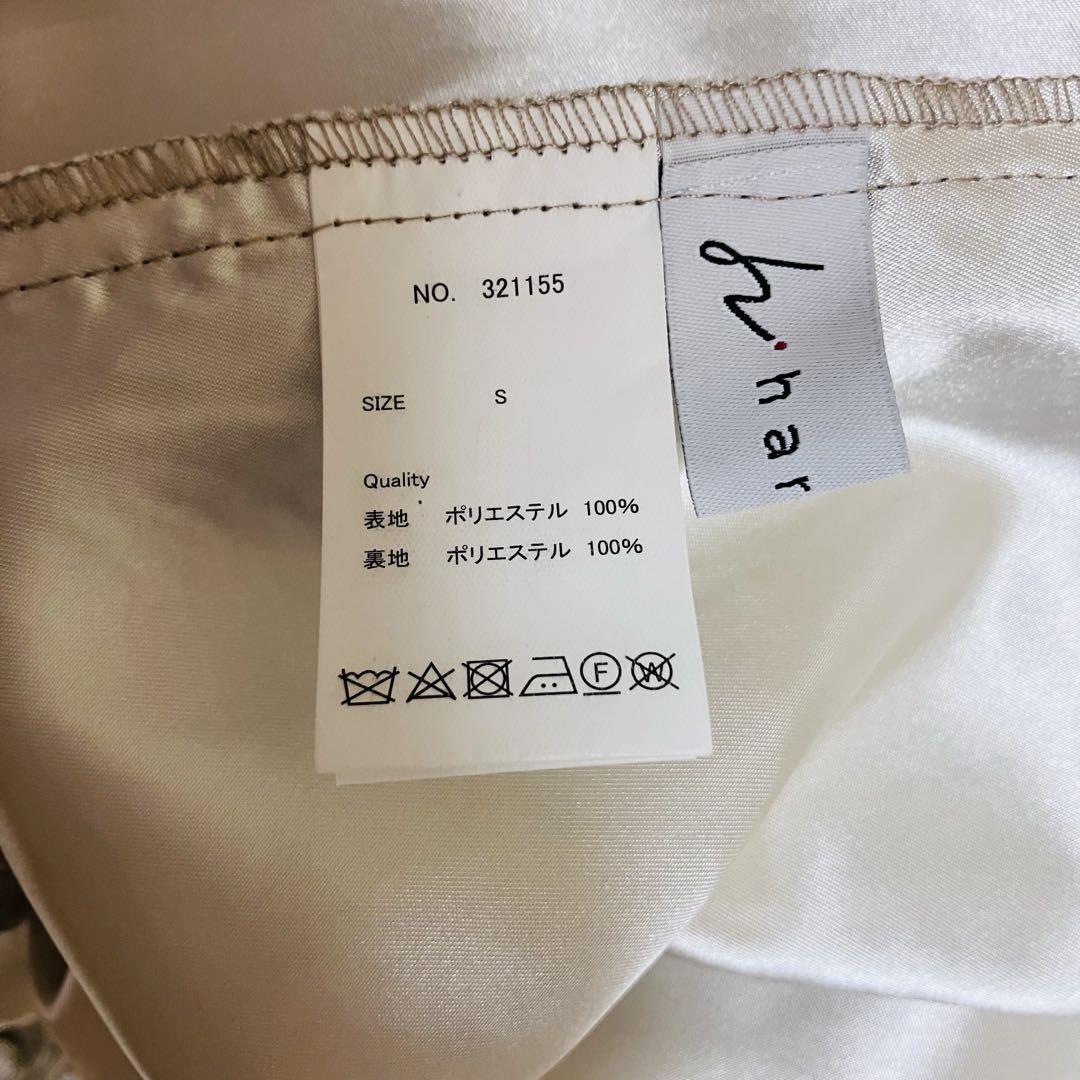 NO. 321155
SIZE S
Quality
表地 ポリエステル 100%
裏地 ポリエステル 100%
F
W
h
har